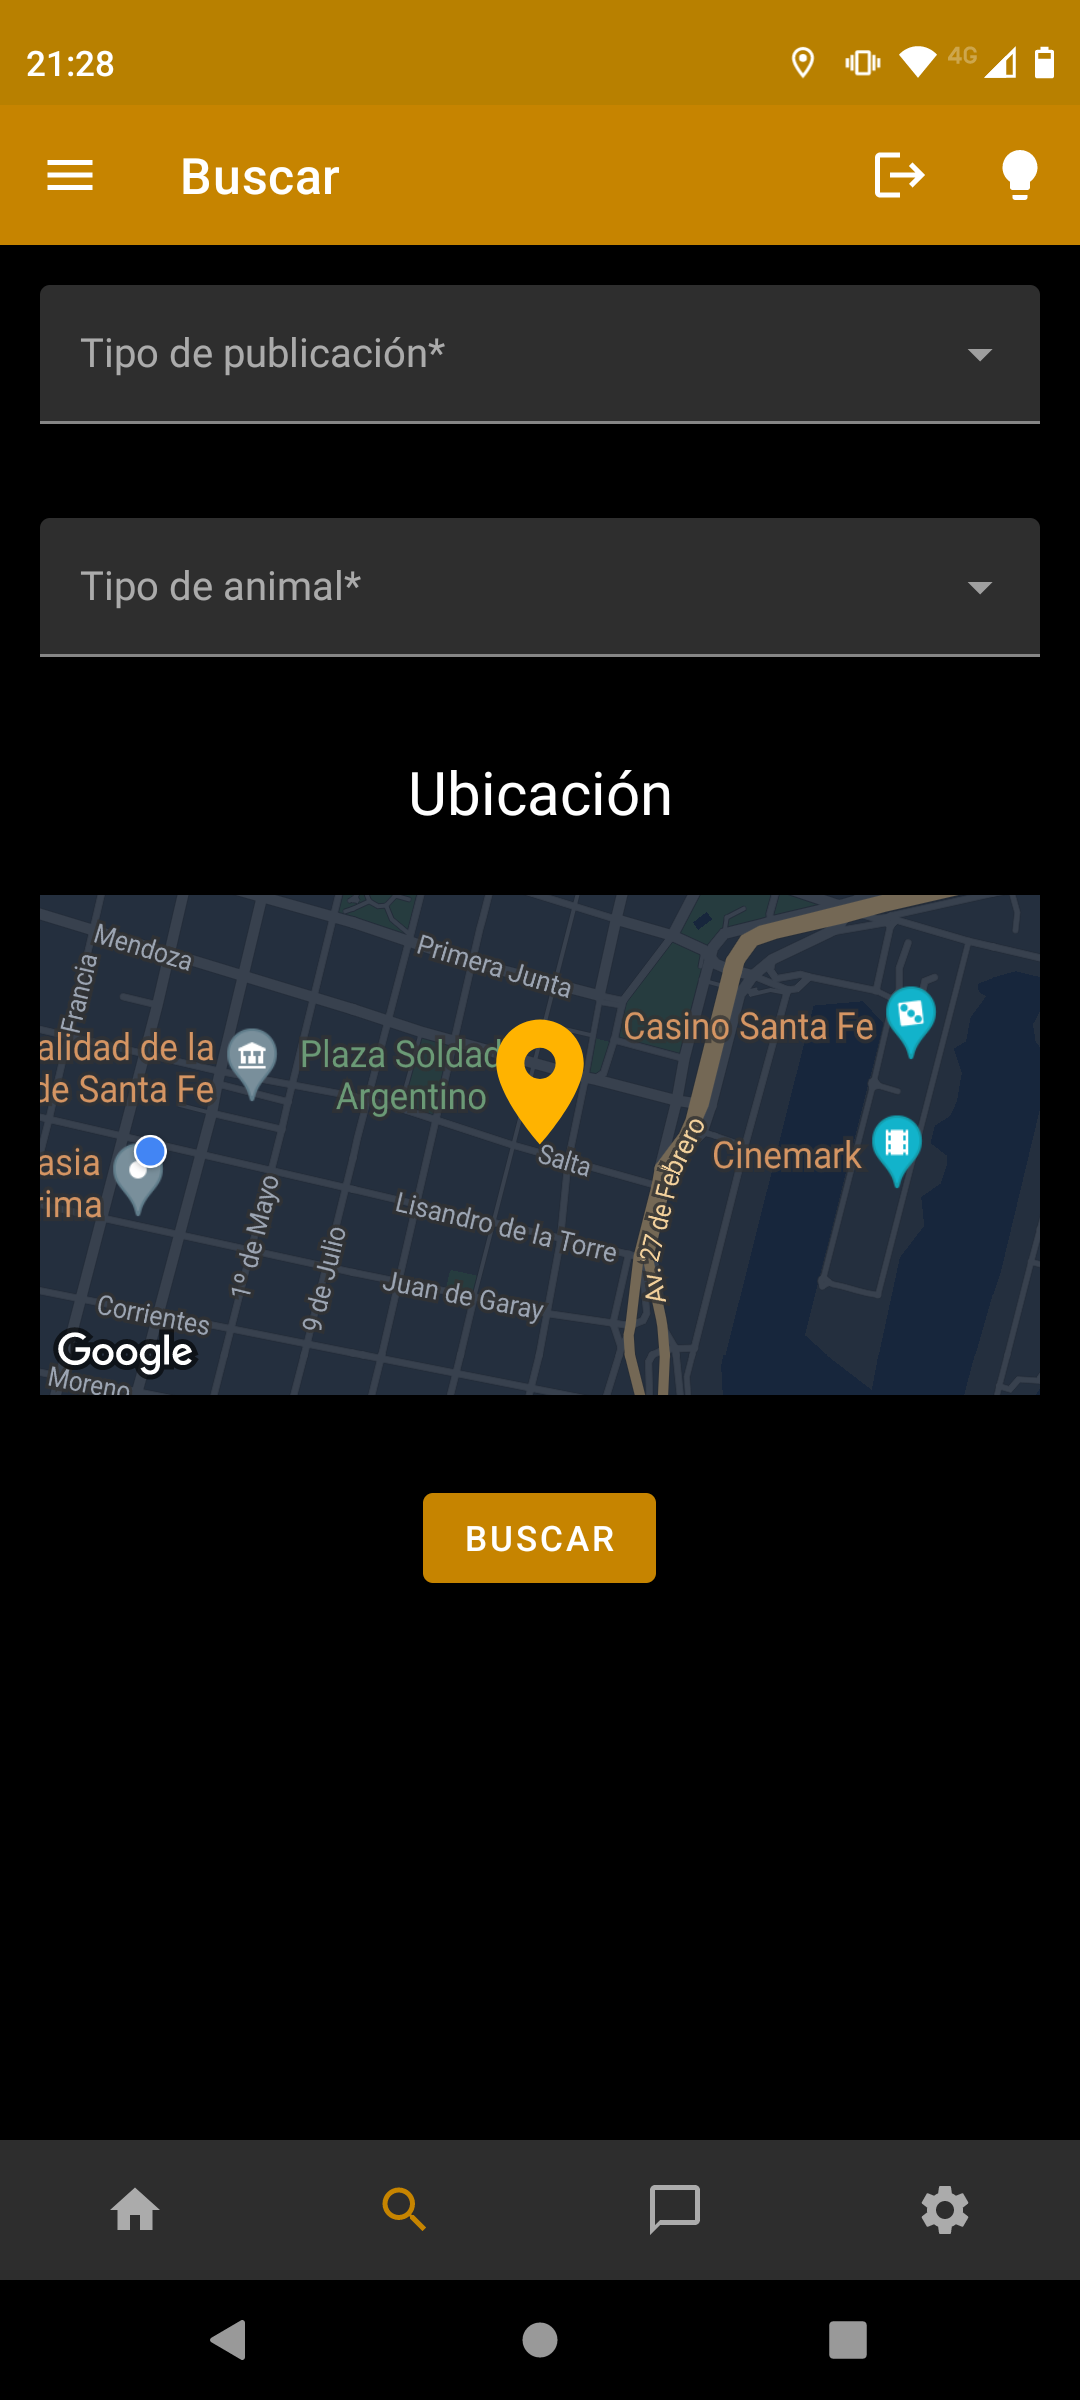 21:28
4G
Buscar
Tipo de publicación*
Tipo de animal*
Ubicación
Mendoza
Francia
Primera Junta
alidad de la
de Santa Fe
Plaza Soldad
Argentino
Casino Santa Fe
Cinemark
asia
rima
Salta
1º de Mayo
9 de Julio
Lisandro de la Torre
Juan de Garay
Av. 27 de Febrero
Corrientes
Google
Moreno
BUSCAR